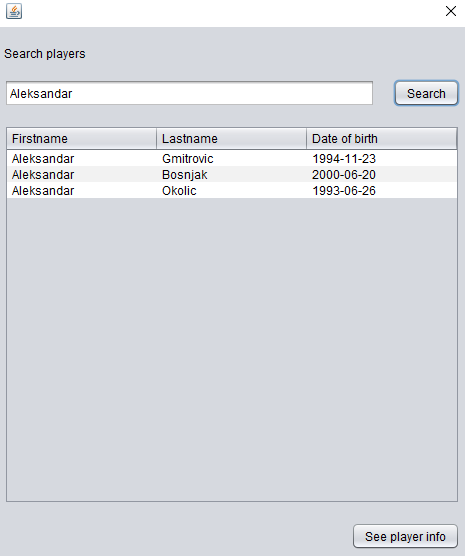 Search players
Aleksandar Search
Firstname Lastname Date of birth
Aleksandar Gmitrovic 1994-11-23
Aleksandar Bosnjak 2000-06-20
Aleksandar Okolic 1993-06-26
See player info